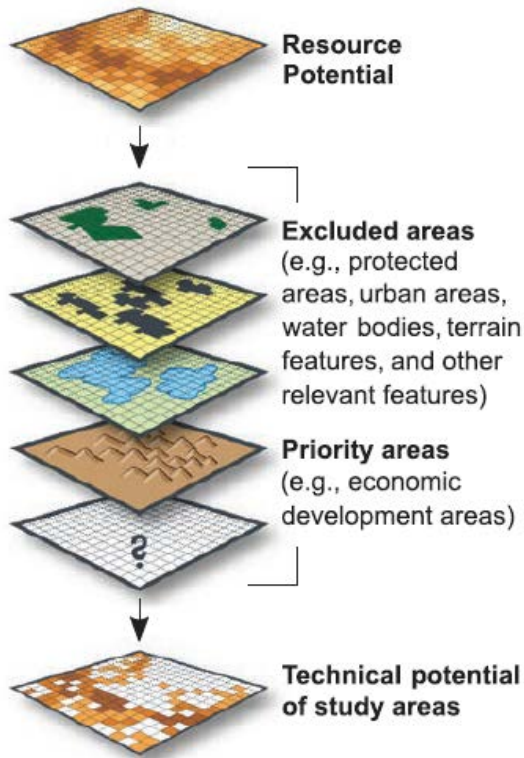 Resource
Potential
Excluded areas
(e.g., protected
areas, urban areas,
water bodies, terrain
features, and other
relevant features)
Priority areas
(e.g., economic
development areas)
?
Technical potential
of study areas